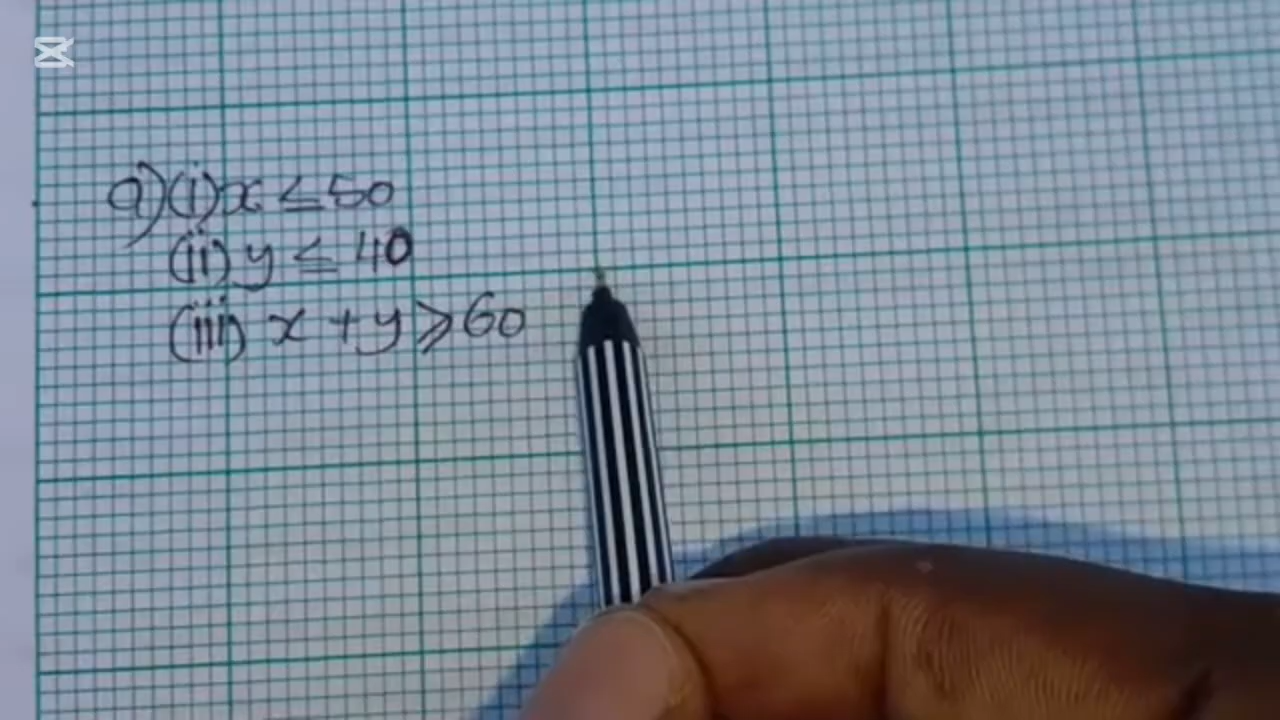 a) (i) x ≤ 50
(ii) y ≤ 40
(iii) x + y ⩾ 60